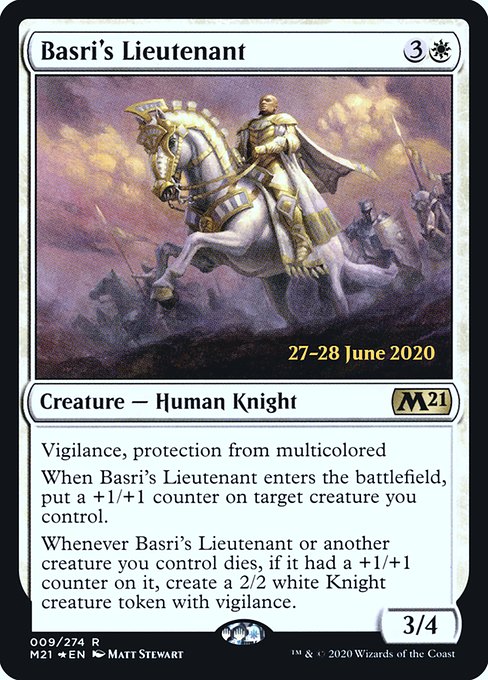 Basri's Lieutenant 3
27–28 June 2020
Creature — Human Knight M21
Vigilance, protection from multicolored
When Basri's Lieutenant enters the battlefield,
put a +1/+1 counter on target creature you
control.
Whenever Basri's Lieutenant or another
creature you control dies, if it had a +1/+1
counter on it, create a 2/2 white Knight
creature token with vigilance.
3/4
009/274 R
M21 ★ EN Matt Stewart
™ & © 2020 Wizards of the Coast